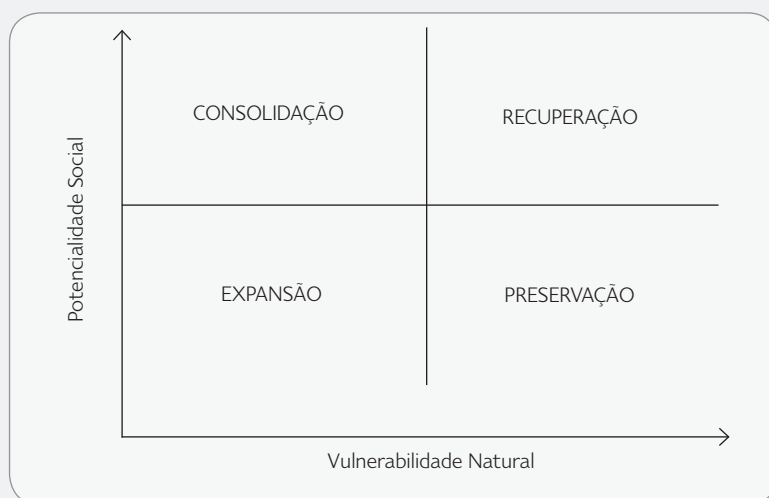 Potencialidade Social
CONSOLIDAÇÃO
RECUPERAÇÃO
EXPANSÃO
PRESERVAÇÃO
Vulnerabilidade Natural